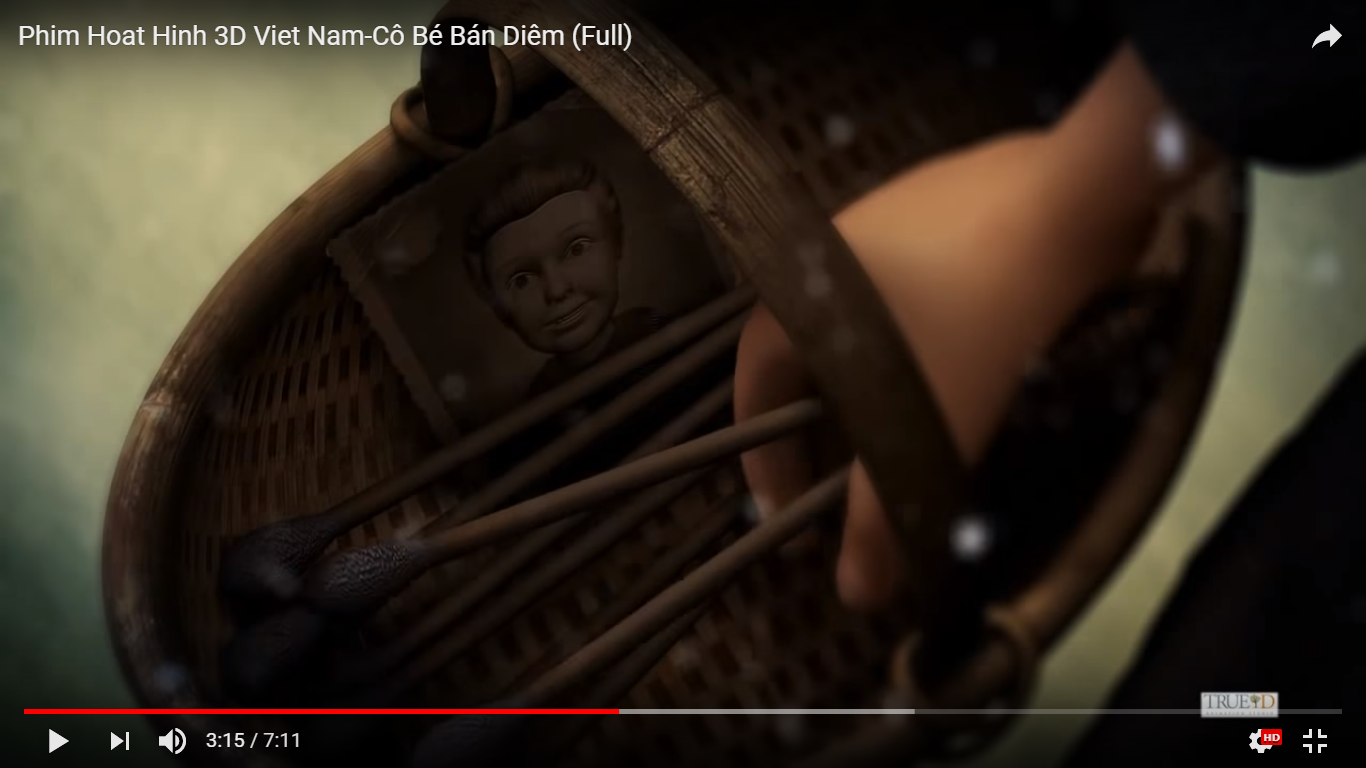 Phim Hoat Hinh 3D Viet Nam-Cô Bé Bán Diêm (Full)
TRUE D
3:15 / 7:11
HD